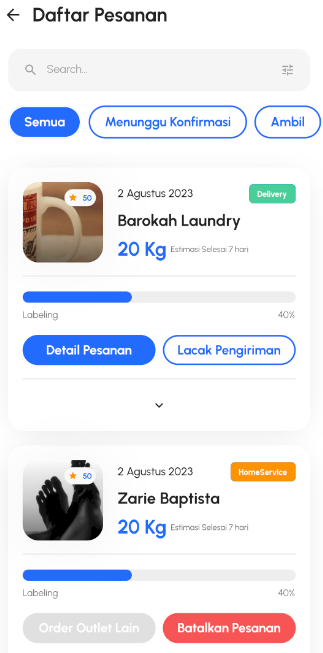 Daftar Pesanan
Search...
Semua
Menunggu Konfirmasi
Ambil
50
2 Agustus 2023
Delivery
Barokah Laundry
20 Kg Estimasi Selesai 7 hari
Labeling
40%
Detail Pesanan
Lacak Pengiriman
50
2 Agustus 2023
HomeService
Zarie Baptista
20 Kg Estimasi Selesai 7 hari
Labeling
40%
Order Outlet Lain
Batalkan Pesanan